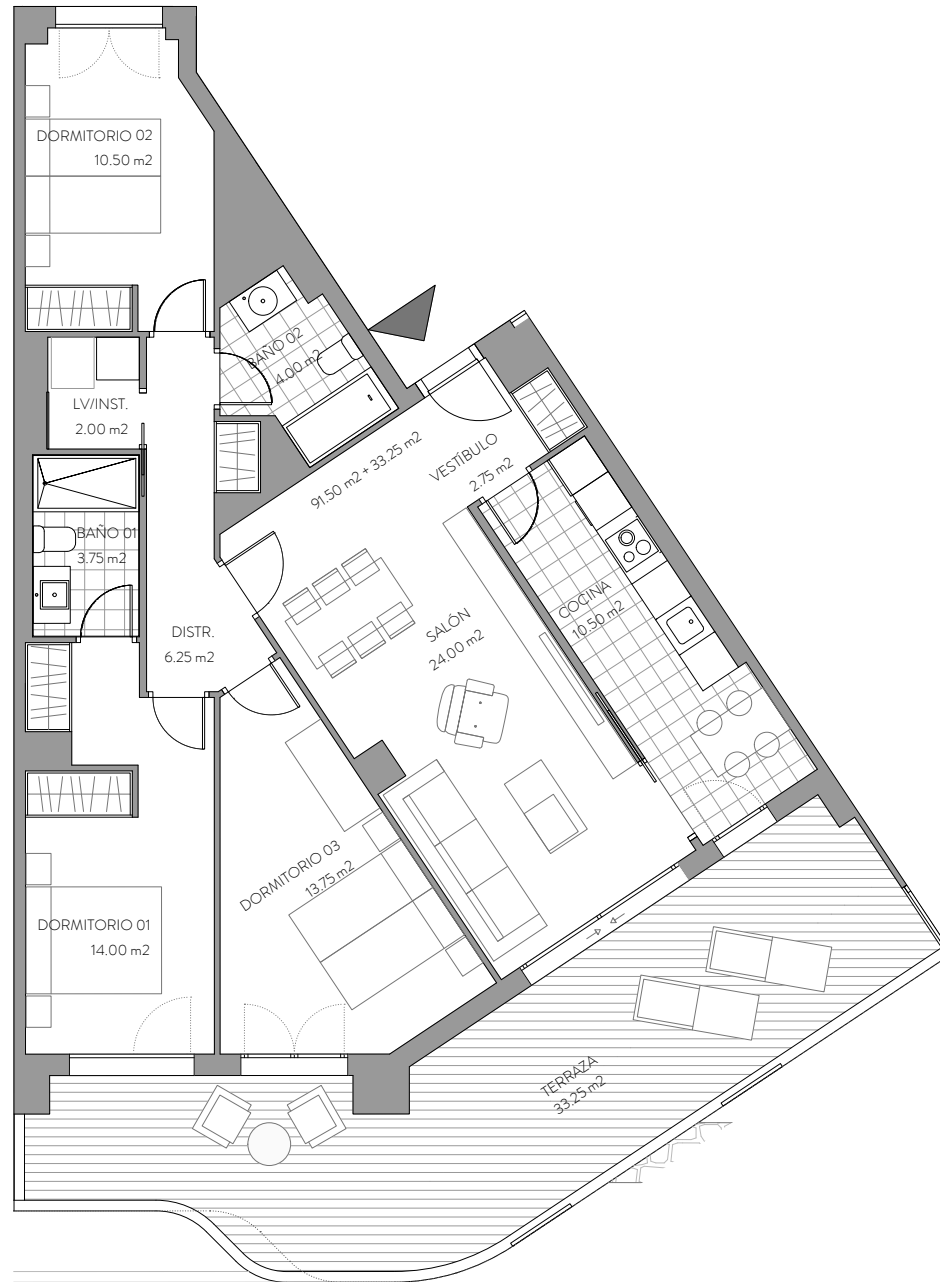 DORMITORIO 02
10.50 m2
BAÑO 02
4.00 m2
LV/INST.
2.00 m2
91.50 m2 + 33.25 m2
VESTÍBULO
2.75 m2
BAÑO 01
3.75 m2
COCINA
10.50 m2
SALÓN
24.00 m2
DISTR.
6.25 m2
DORMITORIO 03
13.75 m2
DORMITORIO 01
14.00 m2
TERRAZA
33.25 m2